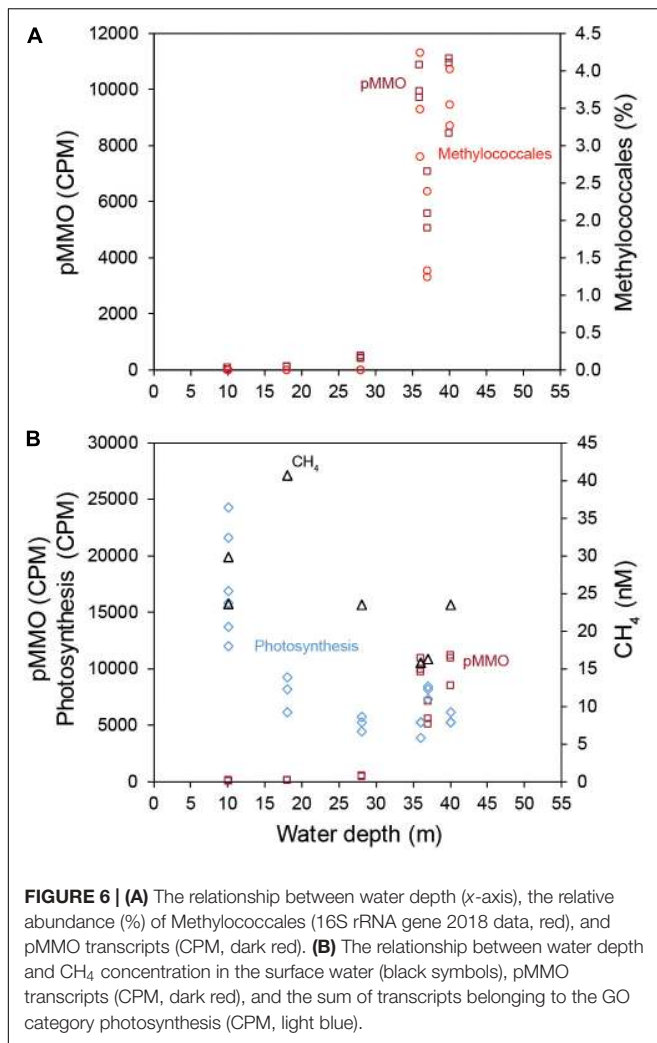 A
12000
10000
8000
6000
4000
2000
0
pMMO (CPM)
4.5
4.0
3.5
3.0
2.5
2.0
1.5
1.0
0.5
0.0
Methylococcales (%)
pMMO
Methylococcales
0 5 10 15 20 25 30 35 40 45 50 55
B
30000
25000
20000
15000
10000
5000
0
pMMO (CPM)
Photosynthesis (CPM)
45
40
35
30
25
20
15
10
5
0
CH₄ (nM)
CH₄
Photosynthesis
pMMO
0 5 10 15 20 25 30 35 40 45 50 55
Water depth (m)
FIGURE 6 | (A) The relationship between water depth (x-axis), the relative
abundance (%) of Methylococcales (16S rRNA gene 2018 data, red), and
pMMO transcripts (CPM, dark red). (B) The relationship between water depth
and CH₄ concentration in the surface water (black symbols), pMMO
transcripts (CPM, dark red), and the sum of transcripts belonging to the GO
category photosynthesis (CPM, light blue).